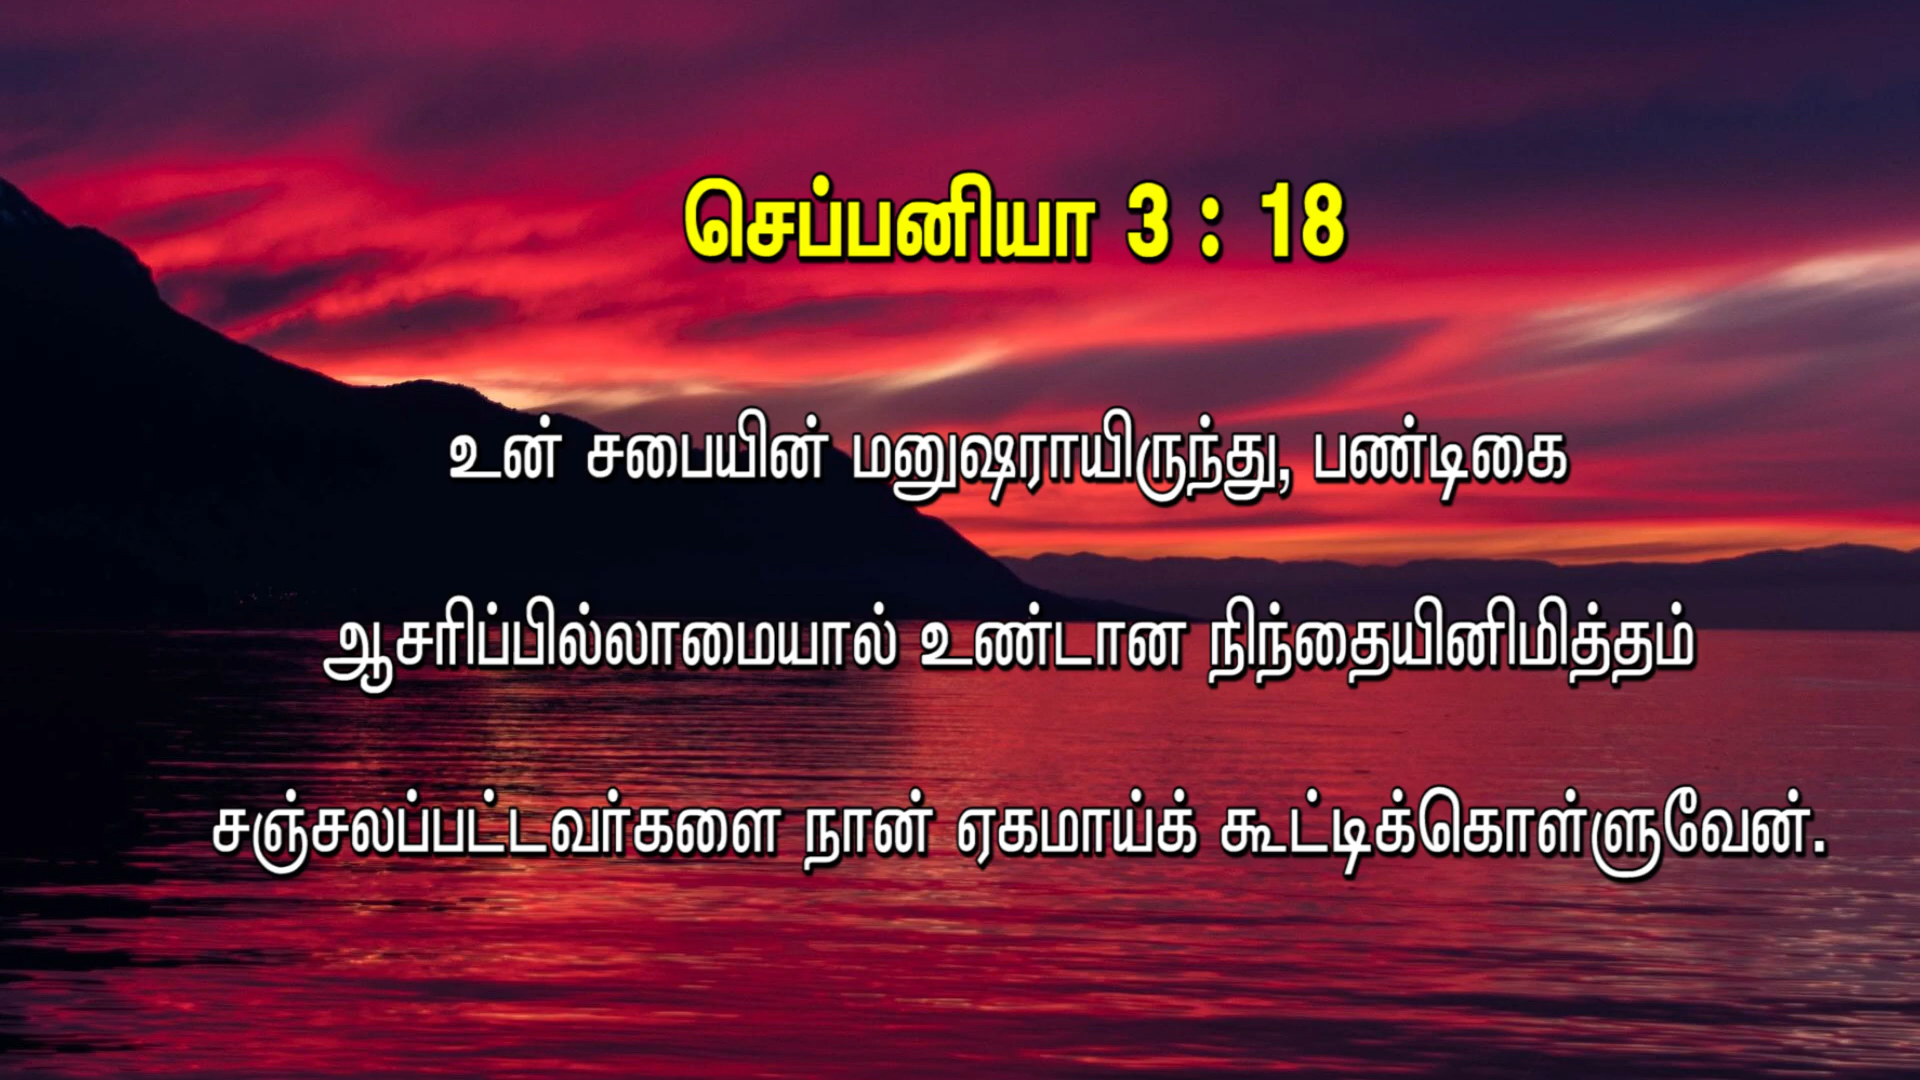 செப்பனியா 3 : 18
உன் சபையின் மனுஷராயிருந்து, பண்டிகை
ஆசரிப்பில்லாமையால் உண்டான நிந்தையினிமித்தம்
சஞ்சலப்பட்டவர்களை நான் ஏகமாய்க் கூட்டிக்கொள்ளுவேன்.